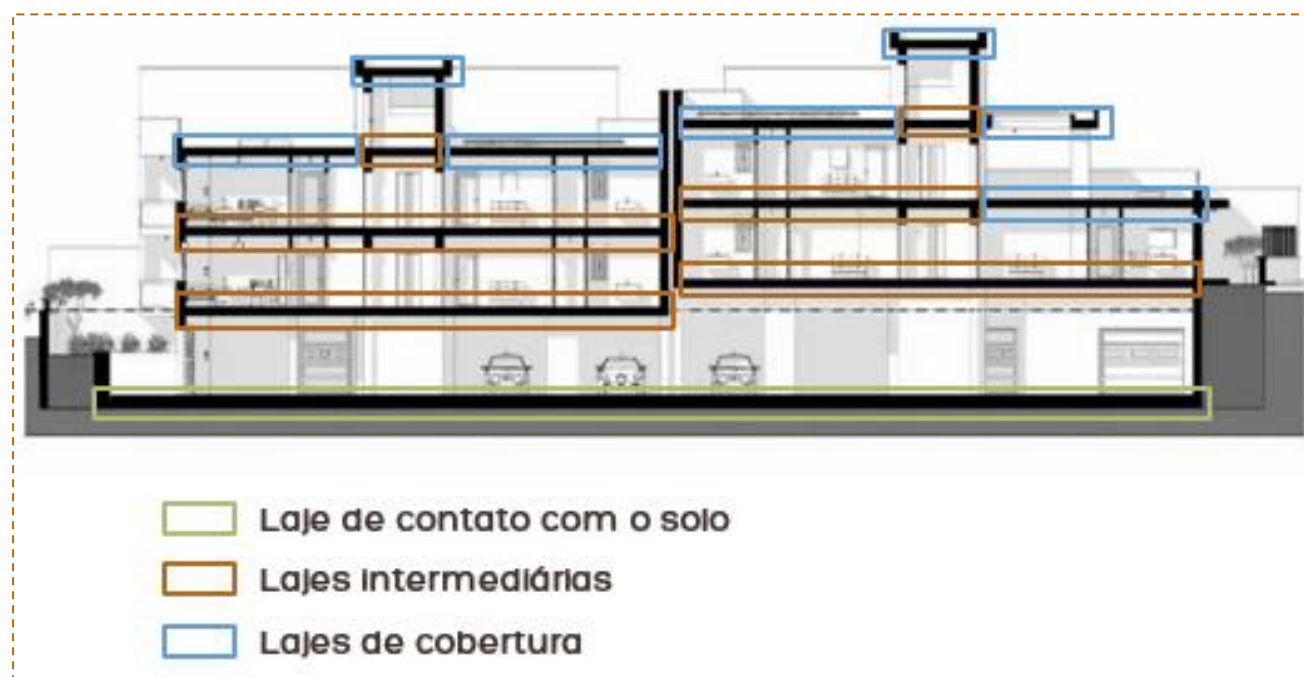 Laje de contato com o solo
Lajes intermediárias
Lajes de cobertura